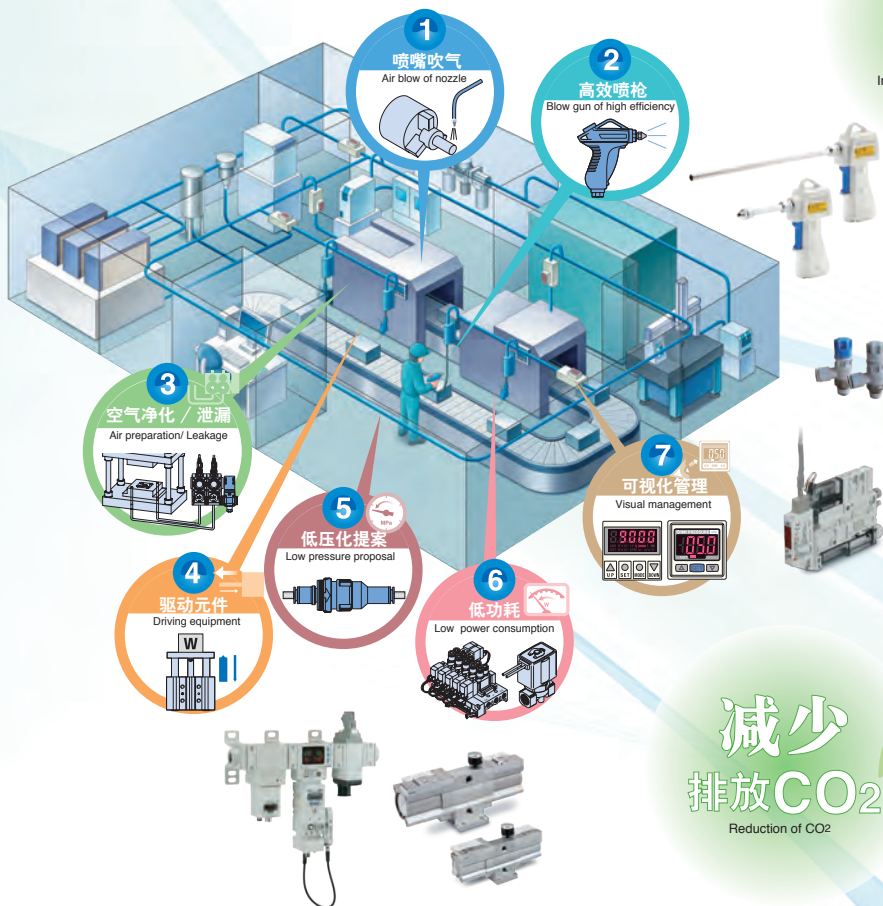 1
喷嘴吹气
Air blow of nozzle
2
高效喷枪
Blow gun of high efficiency
In
3
空气净化 / 泄漏
Air preparation/ Leakage
4
驱动元件
Driving equipment
W
5
低压化提案
Low pressure proposal
MPa
6
低功耗
Low power consumption
W
7
可视化管理
Visual management
9000
UP SET MODE DOWN
050
减少
排放CO2
Reduction of CO2